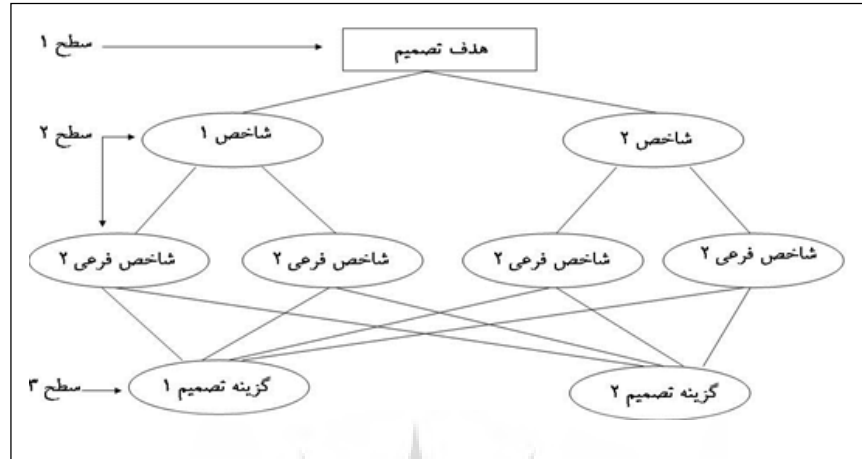 هدف تصمیم
سطح ۱
شاخص ۱
شاخص ۲
سطح ۲
شاخص فرعی ۲
شاخص فرعی ۲
شاخص فرعی ۲
شاخص فرعی ۲
گزینه تصمیم ۱
گزینه تصمیم ۲
سطح ۳